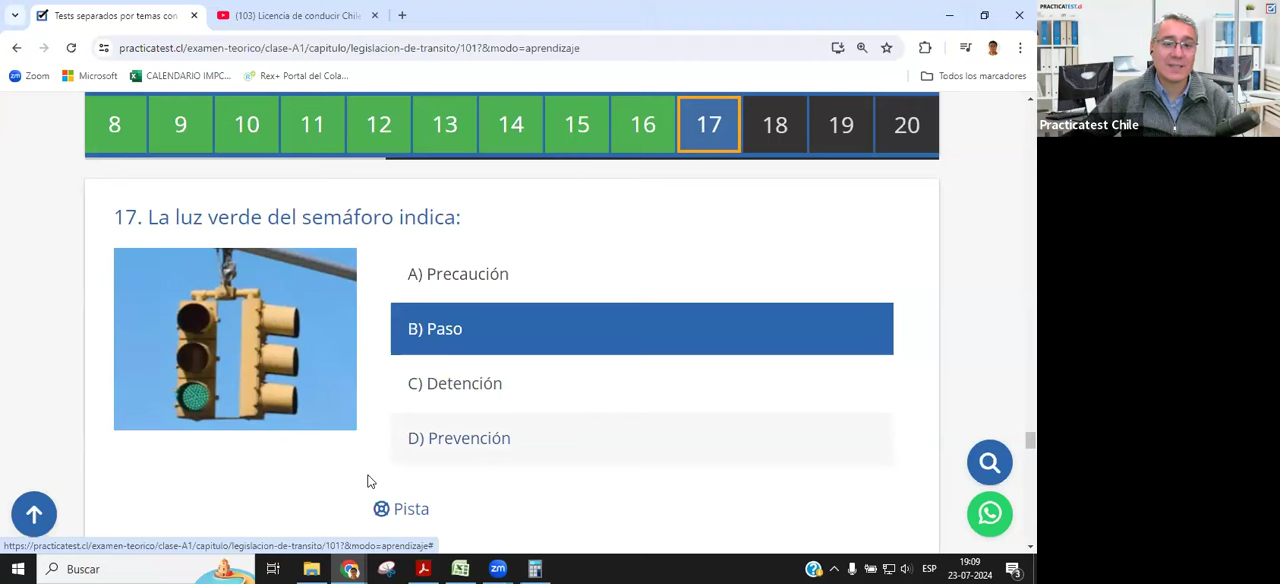 Tests separados por temas con
(103) Licencia de conducir
practicatest.cl/examen-teorico/clase-A1/capitulo/legislacion-de-transito/101?&modo=aprendizaje
Zoom
Microsoft
CALENDARIO IMPC...
Rex+ Portal del Cola...
Todos los marcadores
PRACTICATEST.cl
Practicatest Chile
8 9 10 11 12 13 14 15 16 17 18 19 20
17. La luz verde del semáforo indica:
A) Precaución
B) Paso
C) Detención
D) Prevención
Pista
https://practicatest.cl/examen-teorico/clase-A1/capitulo/legislacion-de-transito/101?&modo=aprendizaje#
Buscar
zm
ESP
19:09
23-07-2024
3